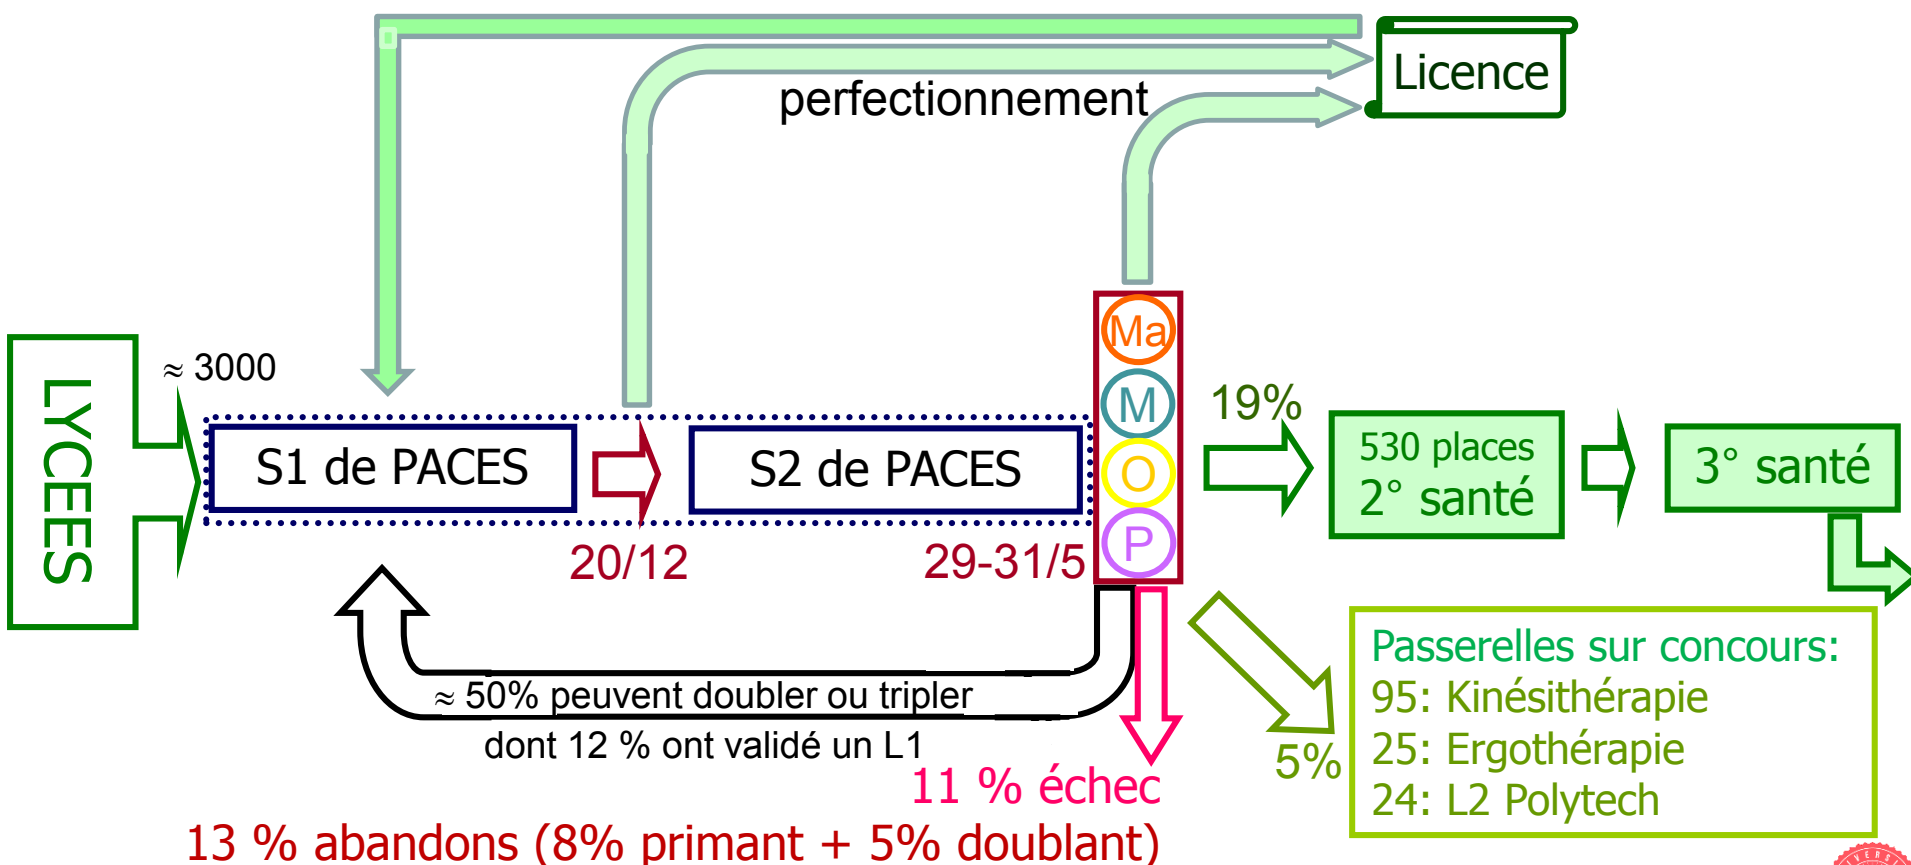 Licence
perfectionnement
Ma
≈ 3000
LYCEES
M
19%
S1 de PACES
S2 de PACES
O
530 places
2° santé
3° santé
P
20/12
29-31/5
Passerelles sur concours:
95: Kinésithérapie
25: Ergothérapie
24: L2 Polytech
≈ 50% peuvent doubler ou tripler
dont 12 % ont validé un L1
5%
11 % échec
13 % abandons (8% primant + 5% doublant)